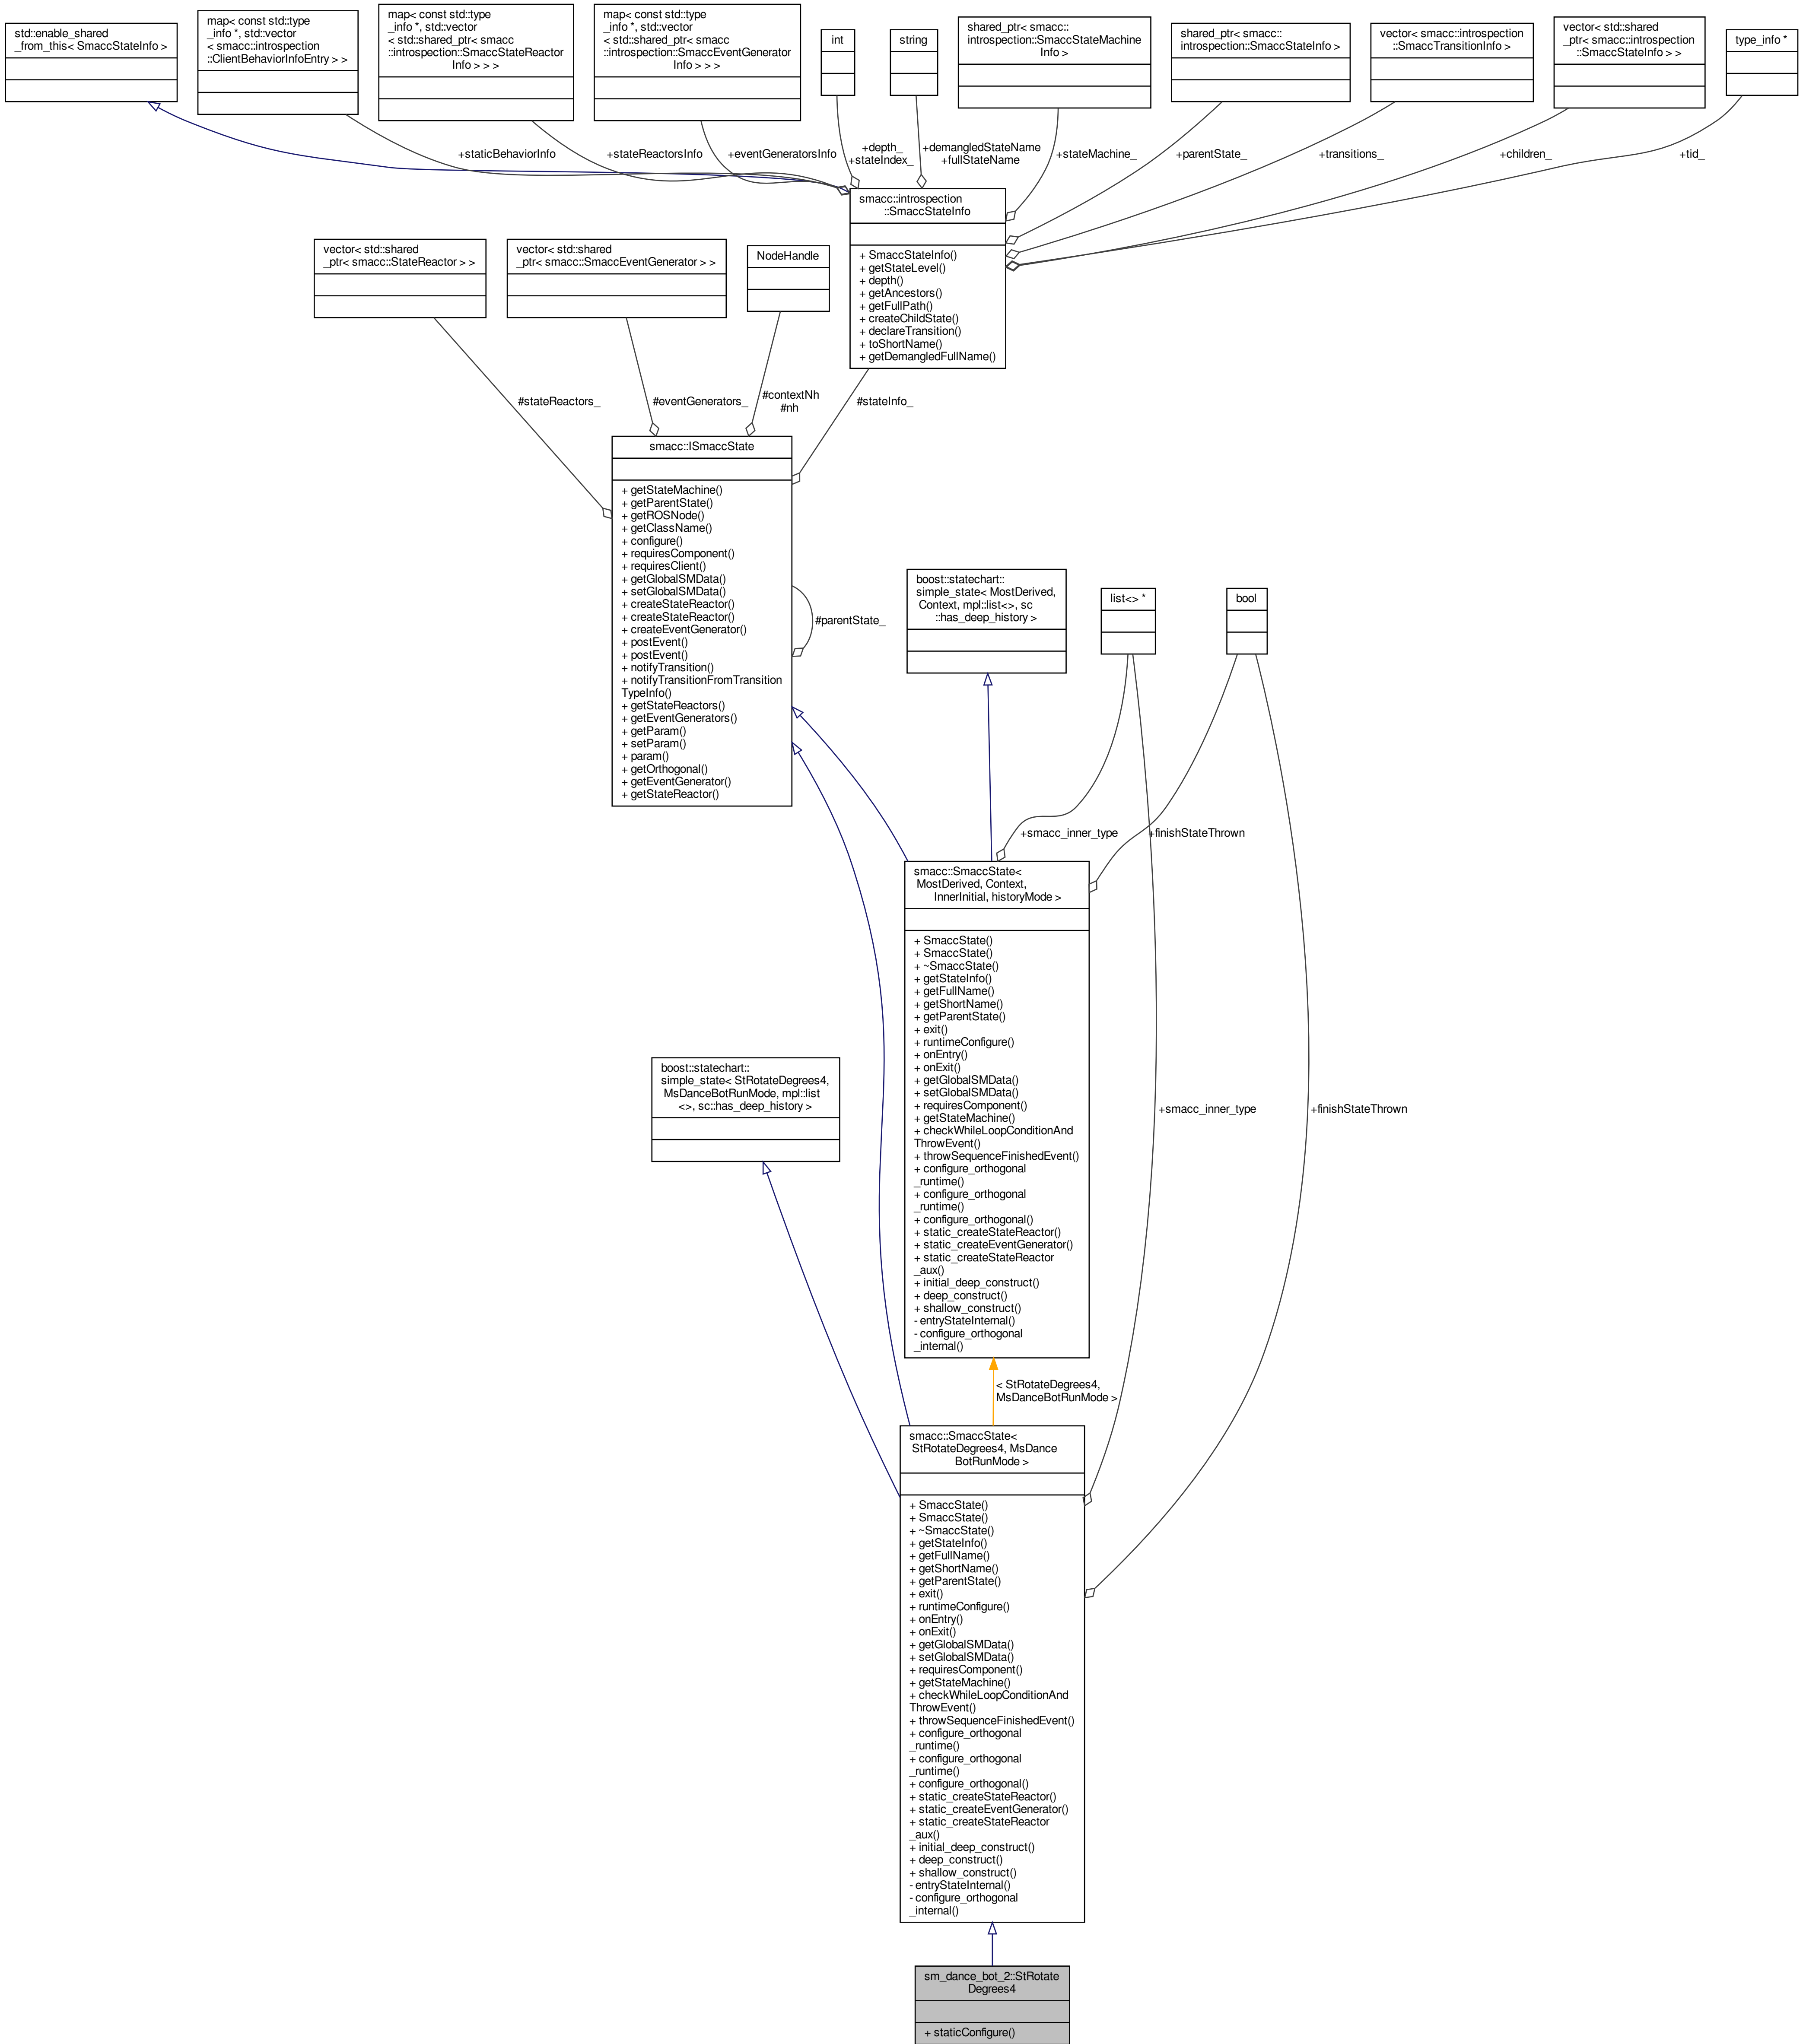 std::enable_shared
_from_this< SmaccStateInfo >
map< const std::type
_info *, std::vector
< smacc::introspection
::ClientBehaviorInfoEntry > >
map< const std::type
_info *, std::vector
< std::shared_ptr< smacc
::introspection::SmaccStateReactor
Info > > >
map< const std::type
_info *, std::vector
< std::shared_ptr< smacc
::introspection::SmaccEventGenerator
Info > > >
int
string
shared_ptr< smacc::
introspection::SmaccStateMachine
Info >
shared_ptr< smacc::
introspection::SmaccStateInfo >
vector< smacc::introspection
::SmaccTransitionInfo >
vector< std::shared
_ptr< smacc::introspection
::SmaccStateInfo > >
type_info *
+staticBehaviorInfo
+stateReactorsInfo
+eventGeneratorsInfo
+depth_
+stateIndex_
+demangledStateName
+fullStateName
+stateMachine_
+parentState_
+transitions_
+children_
+tid_
smacc::introspection
::SmaccStateInfo
+ SmaccStateInfo()
+ getStateLevel()
+ depth()
+ getAncestors()
+ getFullPath()
+ createChildState()
+ declareTransition()
+ toShortName()
+ getDemangledFullName()
vector< std::shared
_ptr< smacc::StateReactor > >
vector< std::shared
_ptr< smacc::SmaccEventGenerator > >
NodeHandle
#stateReactors_
#eventGenerators_
#contextNh
#nh
#stateInfo_
smacc::ISmaccState
+ getStateMachine()
+ getParentState()
+ getROSNode()
+ getClassName()
+ configure()
+ requiresComponent()
+ requiresClient()
+ getGlobalSMData()
+ setGlobalSMData()
+ createStateReactor()
+ createStateReactor()
+ createEventGenerator()
+ postEvent()
+ postEvent()
+ notifyTransition()
+ notifyTransitionFromTransition
TypeInfo()
+ getStateReactors()
+ getEventGenerators()
+ getParam()
+ setParam()
+ param()
+ getOrthogonal()
+ getEventGenerator()
+ getStateReactor()
#parentState_
boost::statechart::
simple_state< MostDerived,
Context, mpl::list<>, sc
::has_deep_history >
list<> *
bool
+smacc_inner_type
+finishStateThrown
smacc::SmaccState<
MostDerived, Context,
InnerInitial, historyMode >
+ SmaccState()
+ SmaccState()
+ ~SmaccState()
+ getStateInfo()
+ getFullName()
+ getShortName()
+ getParentState()
+ exit()
+ runtimeConfigure()
+ onEntry()
+ onExit()
+ getGlobalSMData()
+ setGlobalSMData()
+ requiresComponent()
+ getStateMachine()
+ checkWhileLoopConditionAnd
ThrowEvent()
+ throwSequenceFinishedEvent()
+ configure_orthogonal
_runtime()
+ configure_orthogonal
_runtime()
+ configure_orthogonal()
+ static_createStateReactor()
+ static_createEventGenerator()
+ static_createStateReactor
_aux()
+ initial_deep_construct()
+ deep_construct()
+ shallow_construct()
- entryStateInternal()
- configure_orthogonal
_internal()
boost::statechart::
simple_state< StRotateDegrees4,
MsDanceBotRunMode, mpl::list
<>, sc::has_deep_history >
+smacc_inner_type
+finishStateThrown
< StRotateDegrees4,
MsDanceBotRunMode >
smacc::SmaccState<
StRotateDegrees4, MsDance
BotRunMode >
+ SmaccState()
+ SmaccState()
+ ~SmaccState()
+ getStateInfo()
+ getFullName()
+ getShortName()
+ getParentState()
+ exit()
+ runtimeConfigure()
+ onEntry()
+ onExit()
+ getGlobalSMData()
+ setGlobalSMData()
+ requiresComponent()
+ getStateMachine()
+ checkWhileLoopConditionAnd
ThrowEvent()
+ throwSequenceFinishedEvent()
+ configure_orthogonal
_runtime()
+ configure_orthogonal
_runtime()
+ configure_orthogonal()
+ static_createStateReactor()
+ static_createEventGenerator()
+ static_createStateReactor
_aux()
+ initial_deep_construct()
+ deep_construct()
+ shallow_construct()
- entryStateInternal()
- configure_orthogonal
_internal()
sm_dance_bot_2::StRotate
Degrees4
+ staticConfigure()